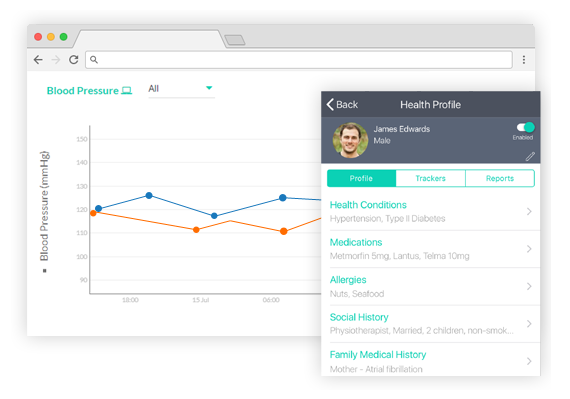 Blood Pressure
All
Blood Pressure (mmHg)
150
140
130
120
110
100
90
18:00
15.Jul
06:00
Back
Health Profile
James Edwards
Male
Enabled
Profile
Trackers
Reports
Health Conditions
Hypertension, Type II Diabetes
Medications
Metmorfin 5mg, Lantus, Telma 10mg
Allergies
Nuts, Seafood
Social History
Physiotherapist, Married, 2 children, non-smok...
Family Medical History
Mother - Atrial fibrillation